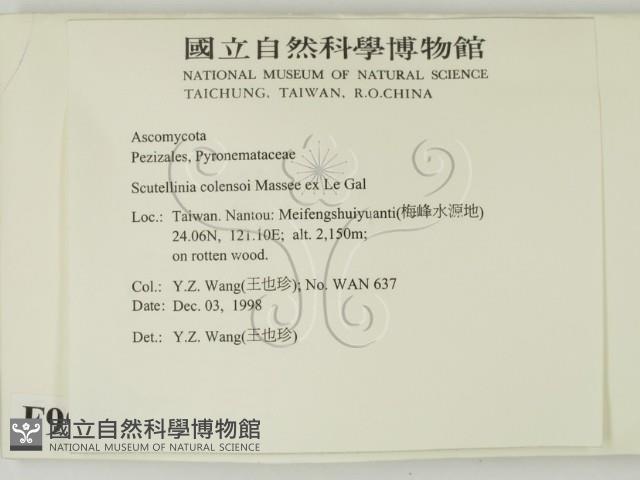 國立自然科學博物館
NATIONAL MUSEUM OF NATURAL SCIENCE
TAICHUNG, TAIWAN, R.O.CHINA
Ascomycota
Pezizales, Pyronemataceae
Scutellinia colensoi Massee ex Le Gal
Loc.: Taiwan. Nantou: Meifengshuiyuanti(梅峰水源地)
24.06N, 121.10E; alt. 2,150m;
on rotten wood.
Col.: Y.Z. Wang(王也珍); No. WAN 637
Date: Dec. 03, 1998
Det.: Y.Z. Wang(王也珍)
國立自然科學博物館
NATIONAL MUSEUM OF NATURAL SCIENCE